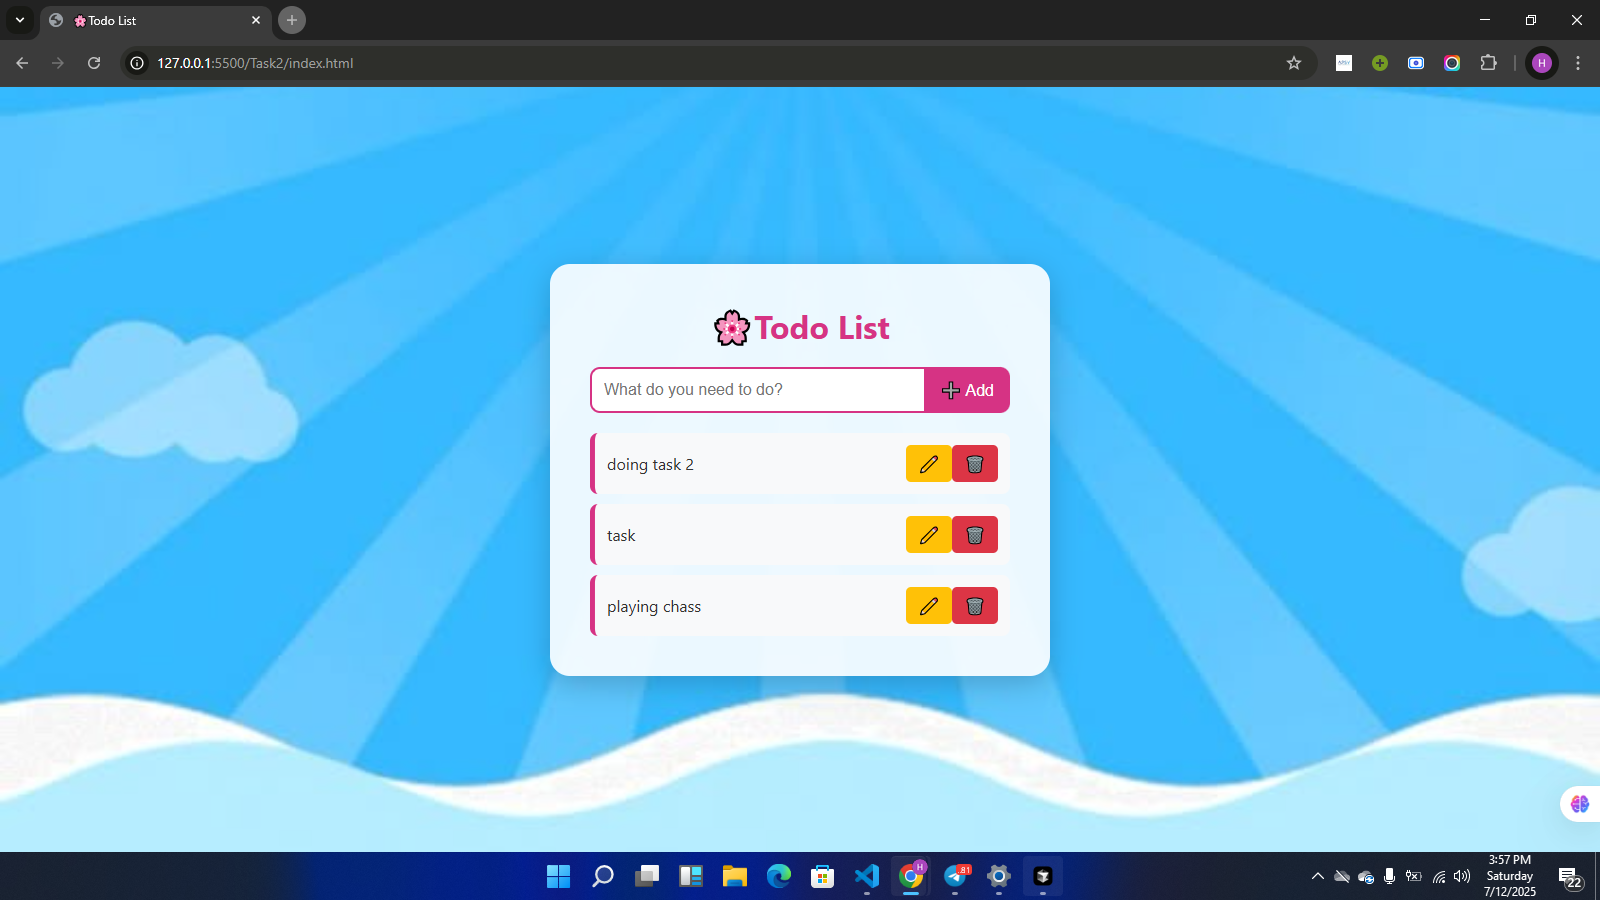 🌸Todo List
127.0.0.1:5500/Task2/index.html
H
🌸Todo List
What do you need to do?
➕ Add
doing task 2
task
playing chass
H
81
3:57 PM
Saturday
7/12/2025
22